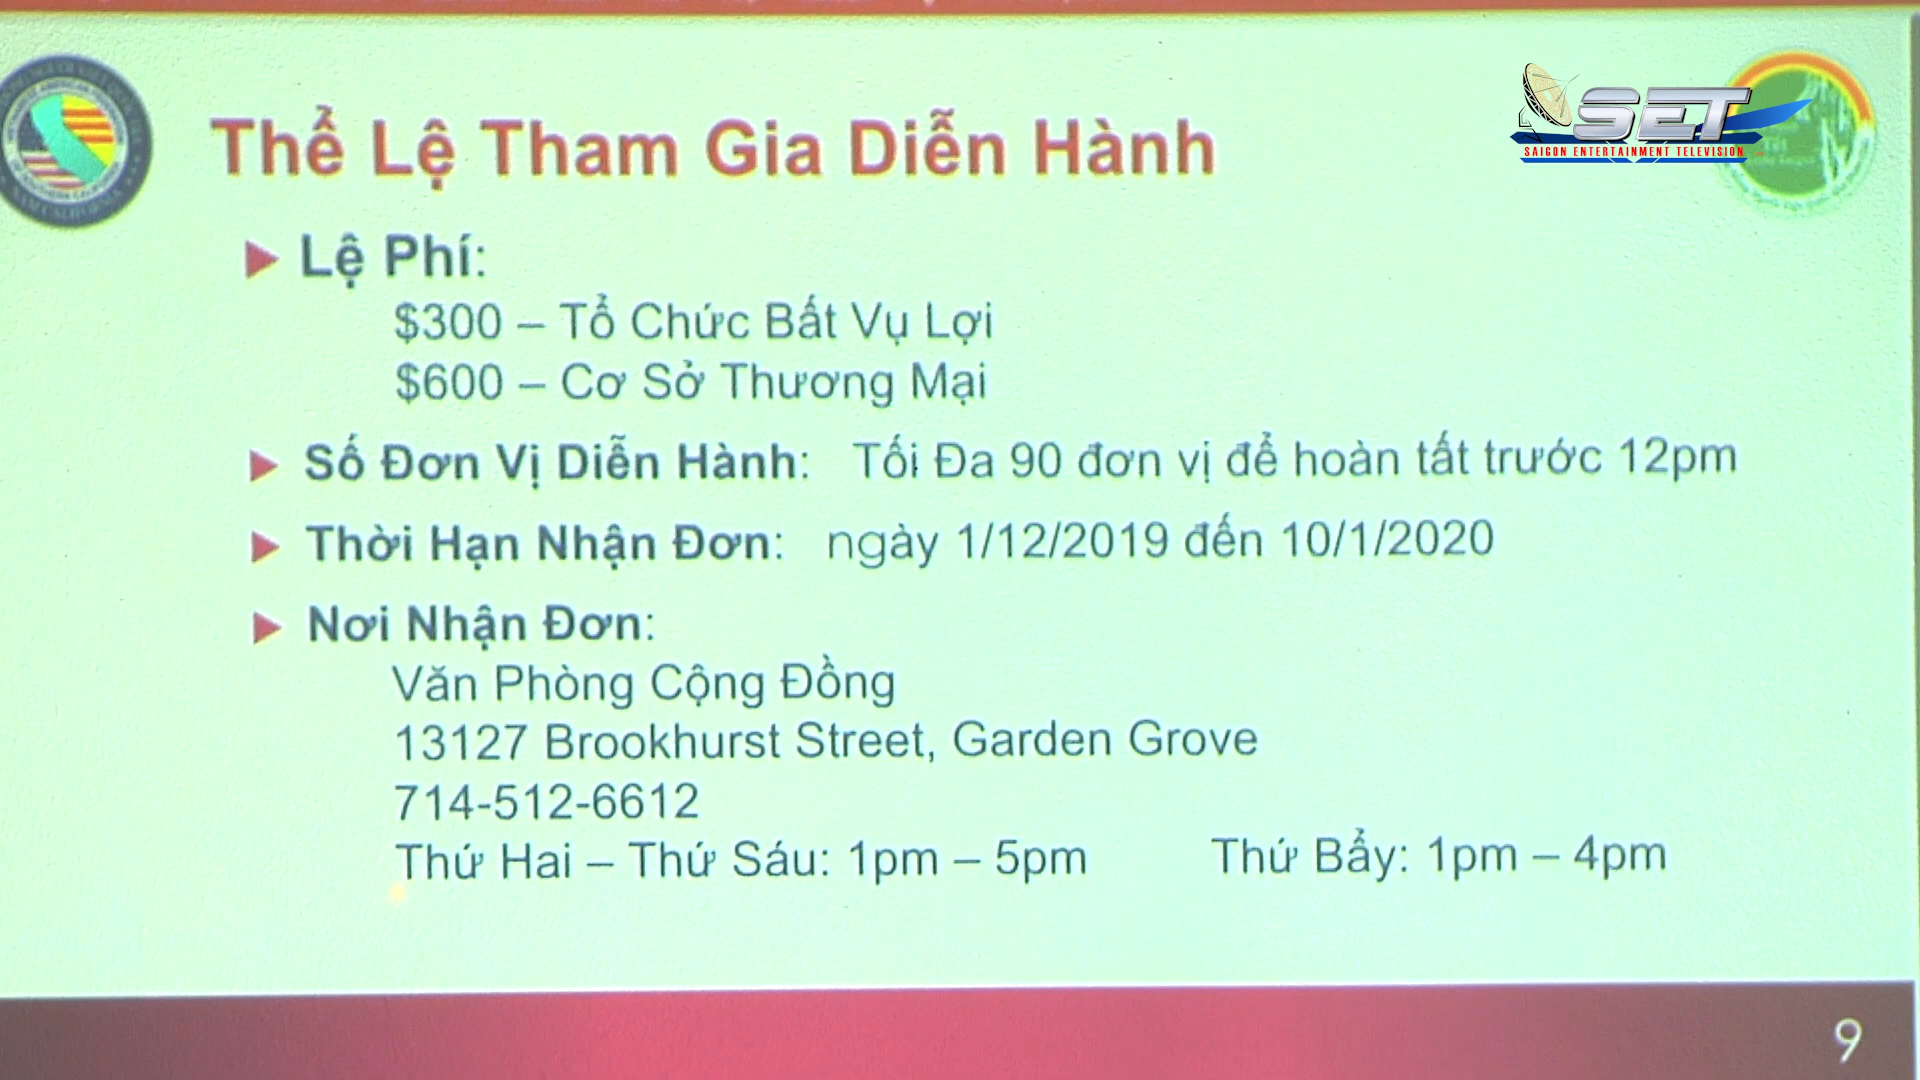 SET
SAIGON ENTERTAINMENT TELEVISION
Thể Lệ Tham Gia Diễn Hành
Lệ Phí:
$300 – Tổ Chức Bất Vụ Lợi
$600 – Cơ Sở Thương Mại
Số Đơn Vị Diễn Hành: Tối Đa 90 đơn vị để hoàn tất trước 12pm
Thời Hạn Nhận Đơn: ngày 1/12/2019 đến 10/1/2020
Nơi Nhận Đơn:
Văn Phòng Cộng Đồng
13127 Brookhurst Street, Garden Grove
714-512-6612
Thứ Hai – Thứ Sáu: 1pm – 5pm Thứ Bẩy: 1pm – 4pm
9